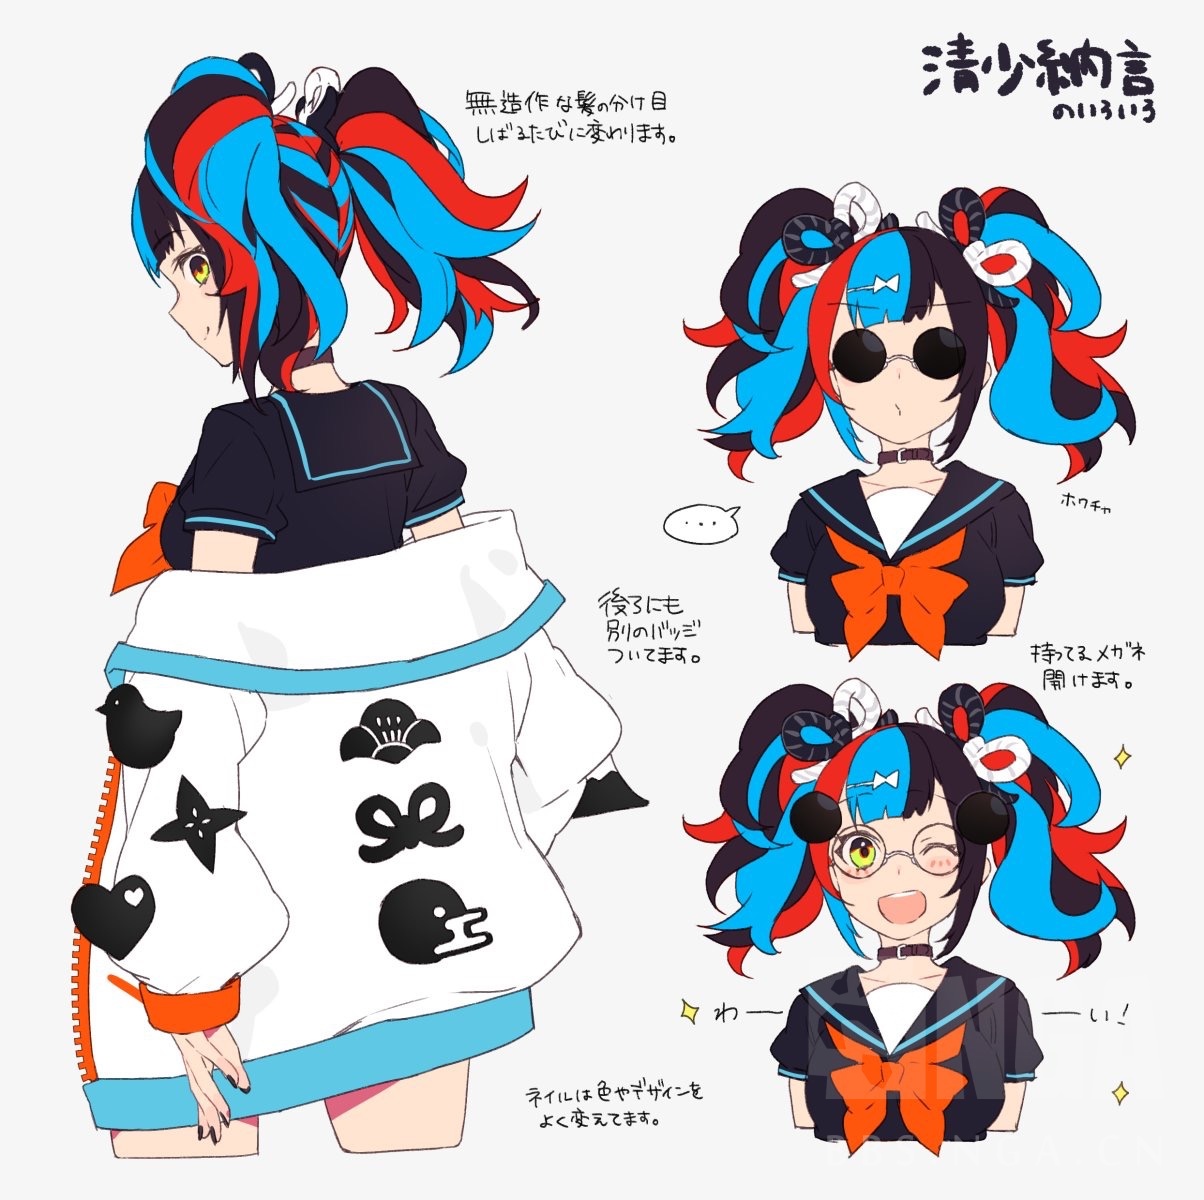 清少納言
のいろいろ
無造作な髪の分け目
しばるたびに変わります。
ホワチャ
...
後ろにも
別のバッジ
ついてます。
持ってるメガネ
開けます。
わーい!
ネイルは色やデザインを
よく変えてます。
BBS.NGA.CN